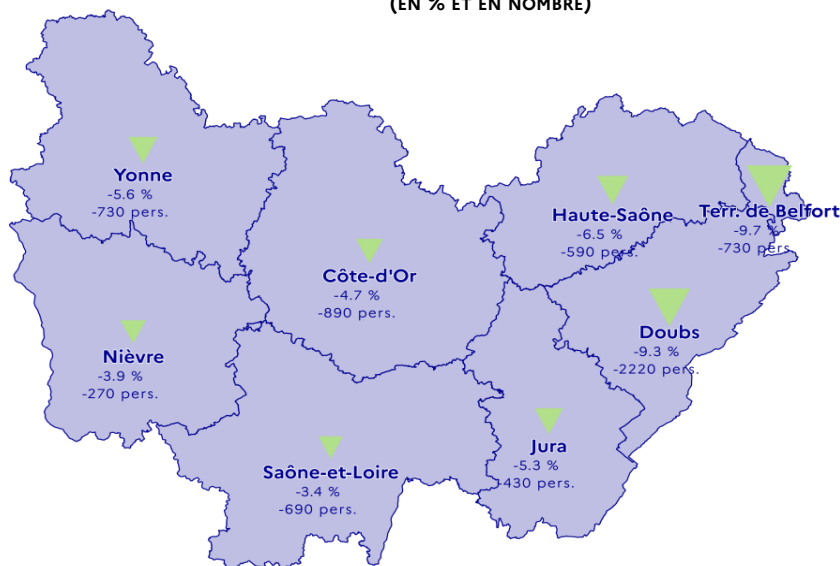 (EN % ET EN NOMBRE)
Yonne
-5.6 %
-730 pers.
Haute-Saône
-6.5 %
-590 pers.
Terr. de Belfort
-9.7 %
-730 pers.
Côte-d'Or
-4.7 %
-890 pers.
Doubs
-9.3 %
-2220 pers.
Nièvre
-3.9 %
-270 pers.
Jura
-5.3 %
-430 pers.
Saône-et-Loire
-3.4 %
-690 pers.